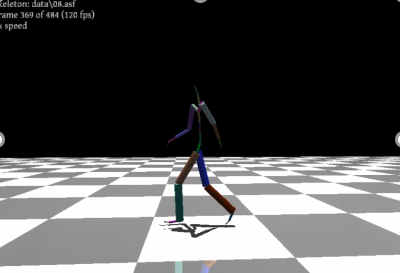 keleton: data\08.asf
rame 369 of 484 (120 fps)
x speed